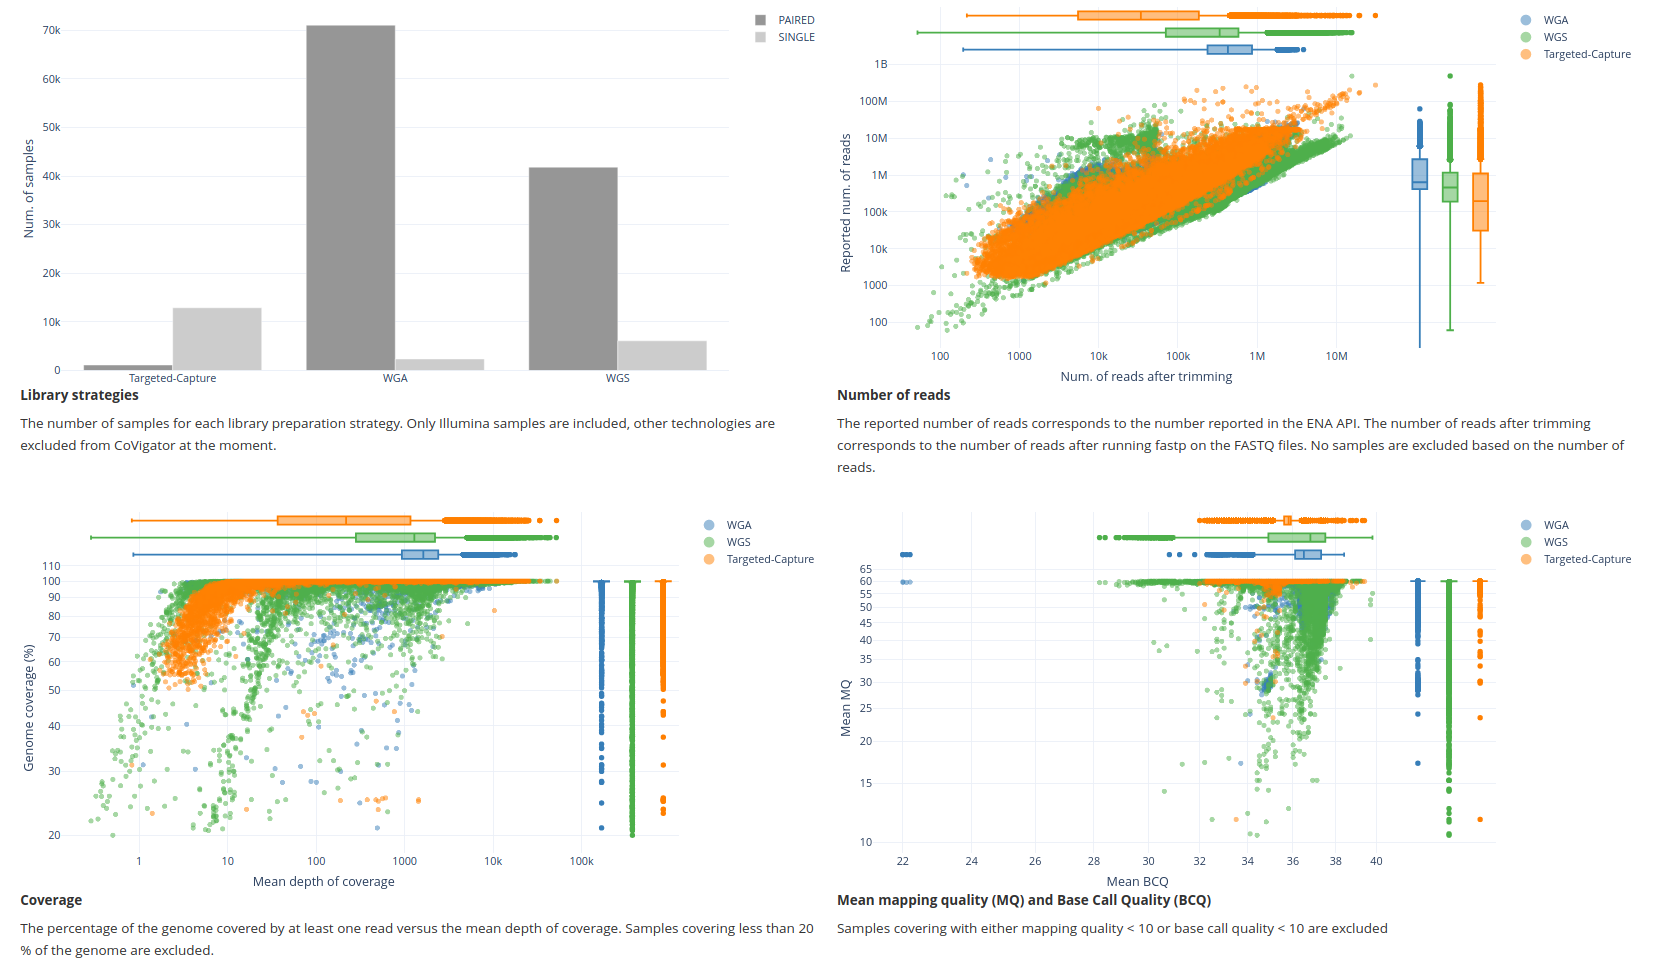 70k
60k
50k
40k
30k
20k
10k
0
Num. of samples
Targeted-Capture
WGA
WGS
PAIRED
SINGLE
Library strategies
The number of samples for each library preparation strategy. Only Illumina samples are included, other technologies are
excluded from CoVigator at the moment.
1B
100M
10M
1M
100k
10k
1000
100
Reported num. of reads
100
1000
10k
100k
1M
10M
Num. of reads after trimming
WGA
WGS
Targeted-Capture
Number of reads
The reported number of reads corresponds to the number reported in the ENA API. The number of reads after trimming
corresponds to the number of reads after running fastp on the FASTQ files. No samples are excluded based on the number of
reads.
110
100
90
80
70
60
50
40
30
20
Genome coverage (%)
1
10
100
1000
10k
100k
Mean depth of coverage
WGA
WGS
Targeted-Capture
Coverage
The percentage of the genome covered by at least one read versus the mean depth of coverage. Samples covering less than 20
% of the genome are excluded.
65
60
55
50
45
40
35
30
25
20
15
10
Mean MQ
22
24
26
28
30
32
34
36
38
40
Mean BCQ
WGA
WGS
Targeted-Capture
Mean mapping quality (MQ) and Base Call Quality (BCQ)
Samples covering with either mapping quality < 10 or base call quality < 10 are excluded